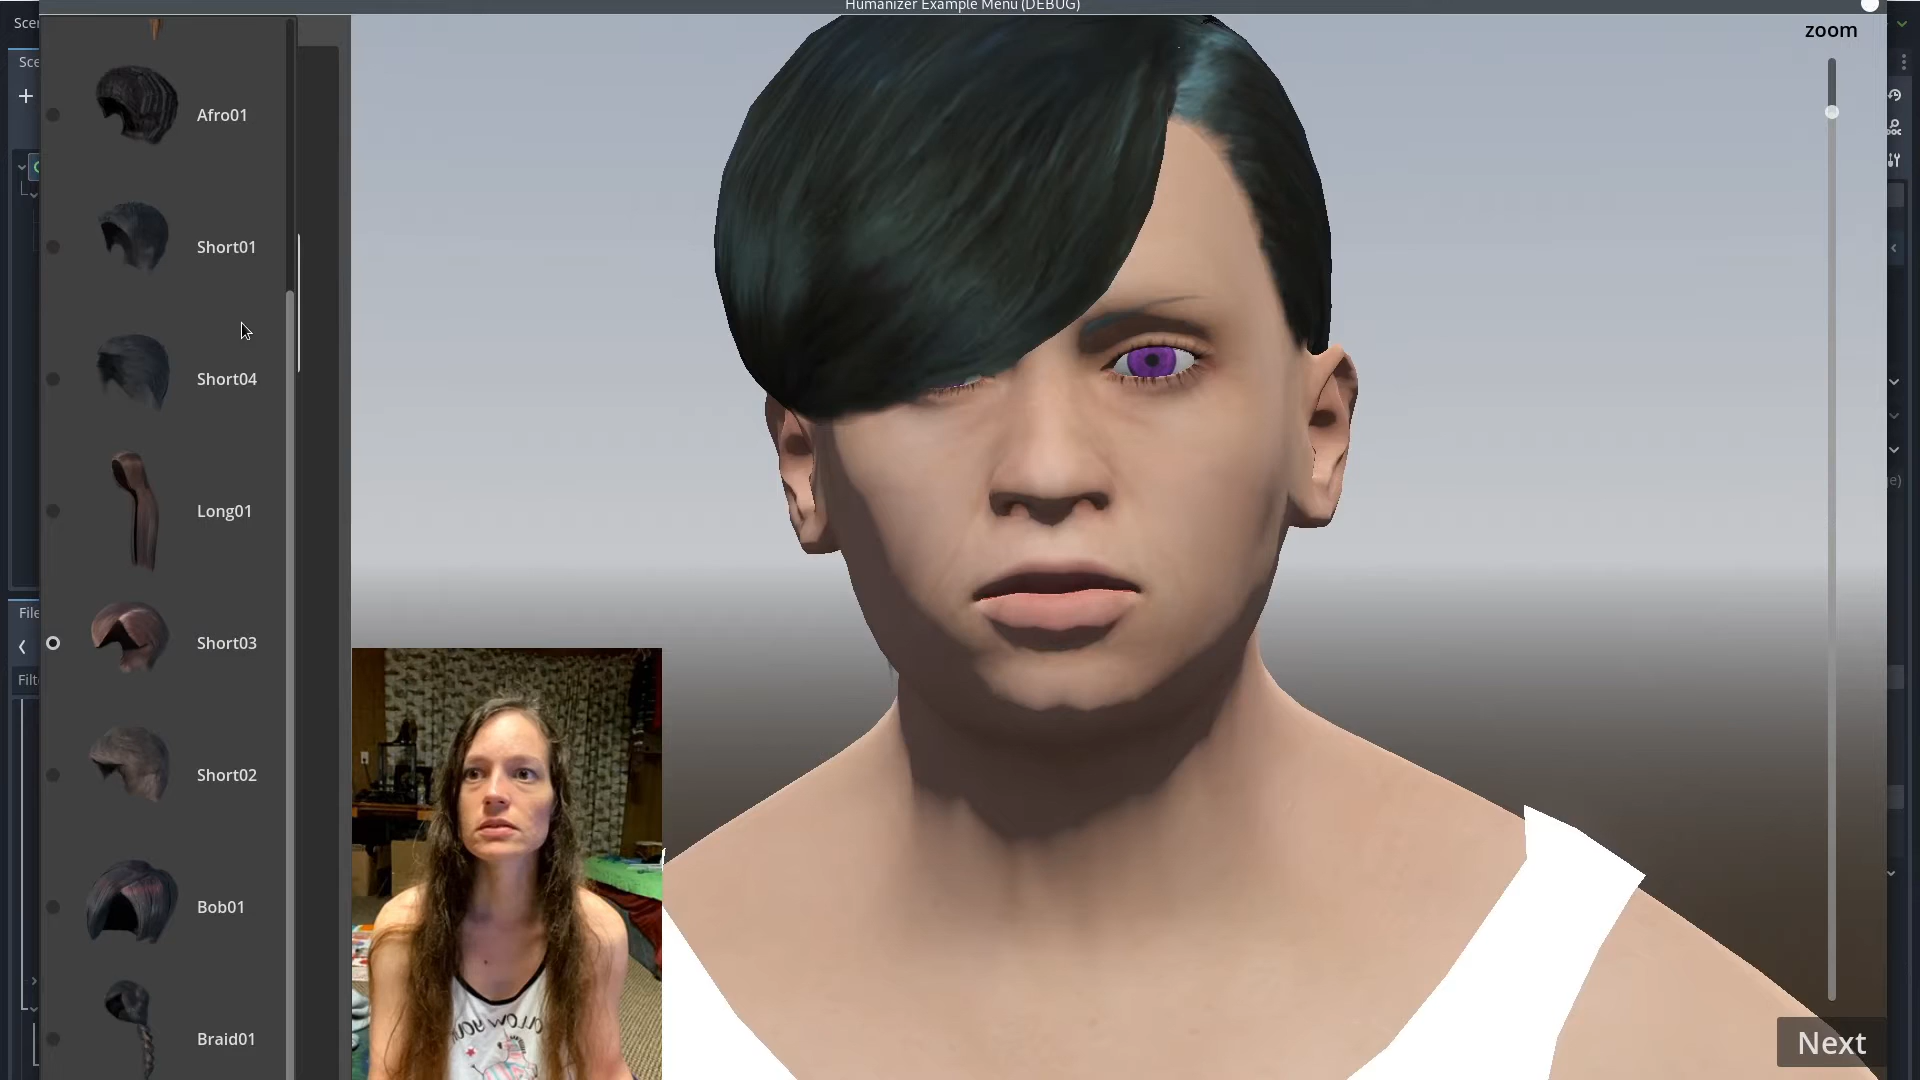 Humanizer Example Menu (DEBUG)
zoom
Afro01
Short01
Short04
Long01
Short03
Short02
Bob01
Braid01
Next